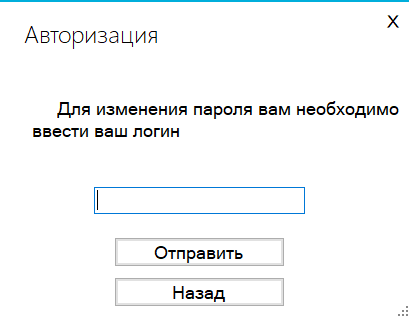 X
Авторизация
Для изменения пароля вам необходимо
ввести ваш логин
Отправить
Назад